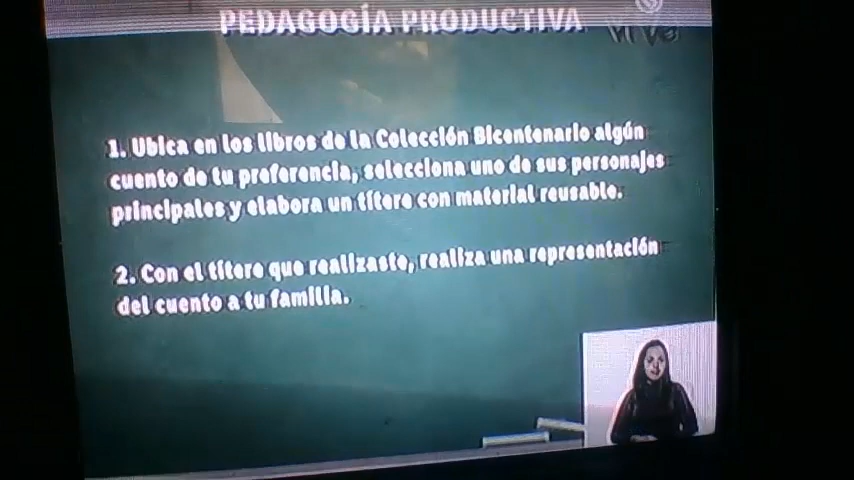 PEDAGOGÍA PRODUCTIVA
vive
1. Ubica en los libros de la Colección Bicentenario algún
cuento de tu preferencia, selecciona uno de sus personajes
principales y elabora un títere con material reusable.
2. Con el títere que realizaste, realiza una representación
del cuento a tu familia.